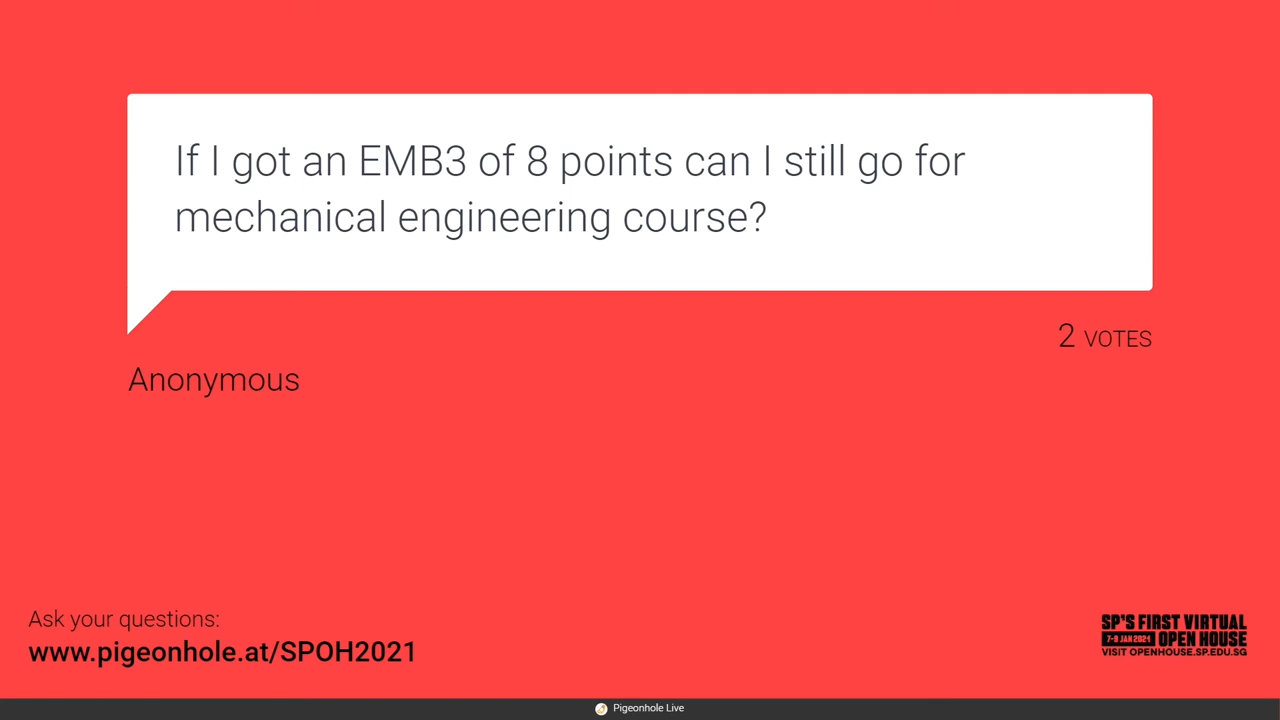 If I got an EMB3 of 8 points can I still go for
mechanical engineering course?
2 VOTES
Anonymous
Ask your questions:
www.pigeonhole.at/SPOH2021
SP'S FIRST VIRTUAL
7-9 JAN 2021 OPEN HOUSE
VISIT OPENHOUSE.SP.EDU.SG
Pigeonhole Live